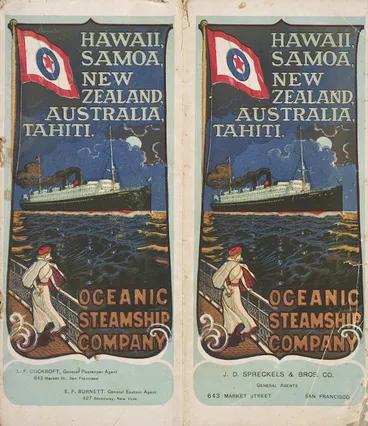 HAWAII,
SAMOA,
NEW
ZEALAND,
AUSTRALIA,
TAHITI.
OCEANIC
STEAMSHIP
COMPANY
L. F. COCKROFT, General Passenger Agent
643 Market St., San Francisco
E. F. BURNETT, General Eastern Agent
427 Broadway, New York
HAWAII,
SAMOA,
NEW
ZEALAND,
AUSTRALIA,
TAHITI.
OCEANIC
STEAMSHIP
COMPANY
J. D. SPRECKELS & BROS. CO.
GENERAL AGENTS
643 MARKET STREET SAN FRANCISCO